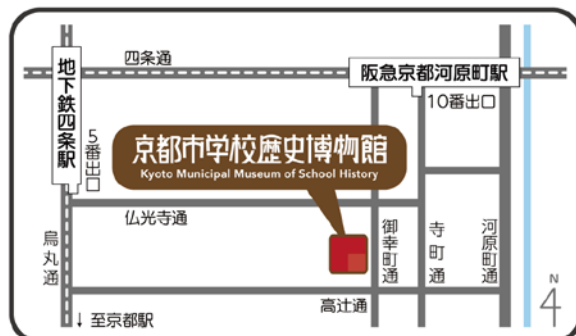 四条通
阪急京都河原町駅
10番出口
地下鉄四条駅
5番出口
京都市学校歴史博物館
Kyoto Municipal Museum of School History
仏光寺通
烏丸通
御幸町通
寺町通
河原町通
高辻通
↓ 至京都駅
N